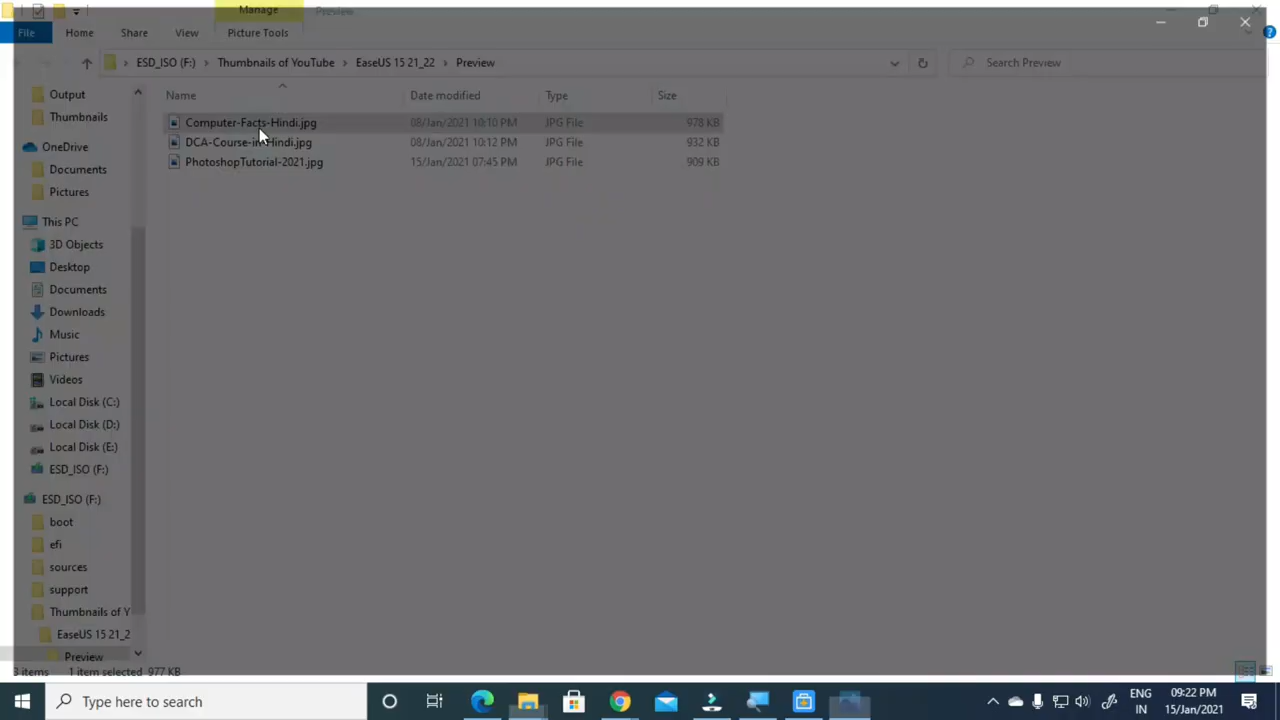 Manage
Preview
File
Home
Share
View
Picture Tools
ESD_ISO (F:) > Thumbnails of YouTube > EaseUS 15 21_22 > Preview
Search Preview
Name
Date modified
Type
Size
Computer-Facts-Hindi.jpg 08/Jan/2021 10:10 PM JPG File 978 KB
DCA-Course-in-Hindi.jpg 08/Jan/2021 10:12 PM JPG File 932 KB
PhotoshopTutorial-2021.jpg 15/Jan/2021 07:45 PM JPG File 909 KB
Output
Thumbnails
OneDrive
Documents
Pictures
This PC
3D Objects
Desktop
Documents
Downloads
Music
Pictures
Videos
Local Disk (C:)
Local Disk (D:)
Local Disk (E:)
ESD_ISO (F:)
ESD_ISO (F:)
boot
efi
sources
support
Thumbnails of Y
EaseUS 15 21_2
Preview
3 items 1 item selected 977 KB
Type here to search
ENG
IN
09:22 PM
15/Jan/2021